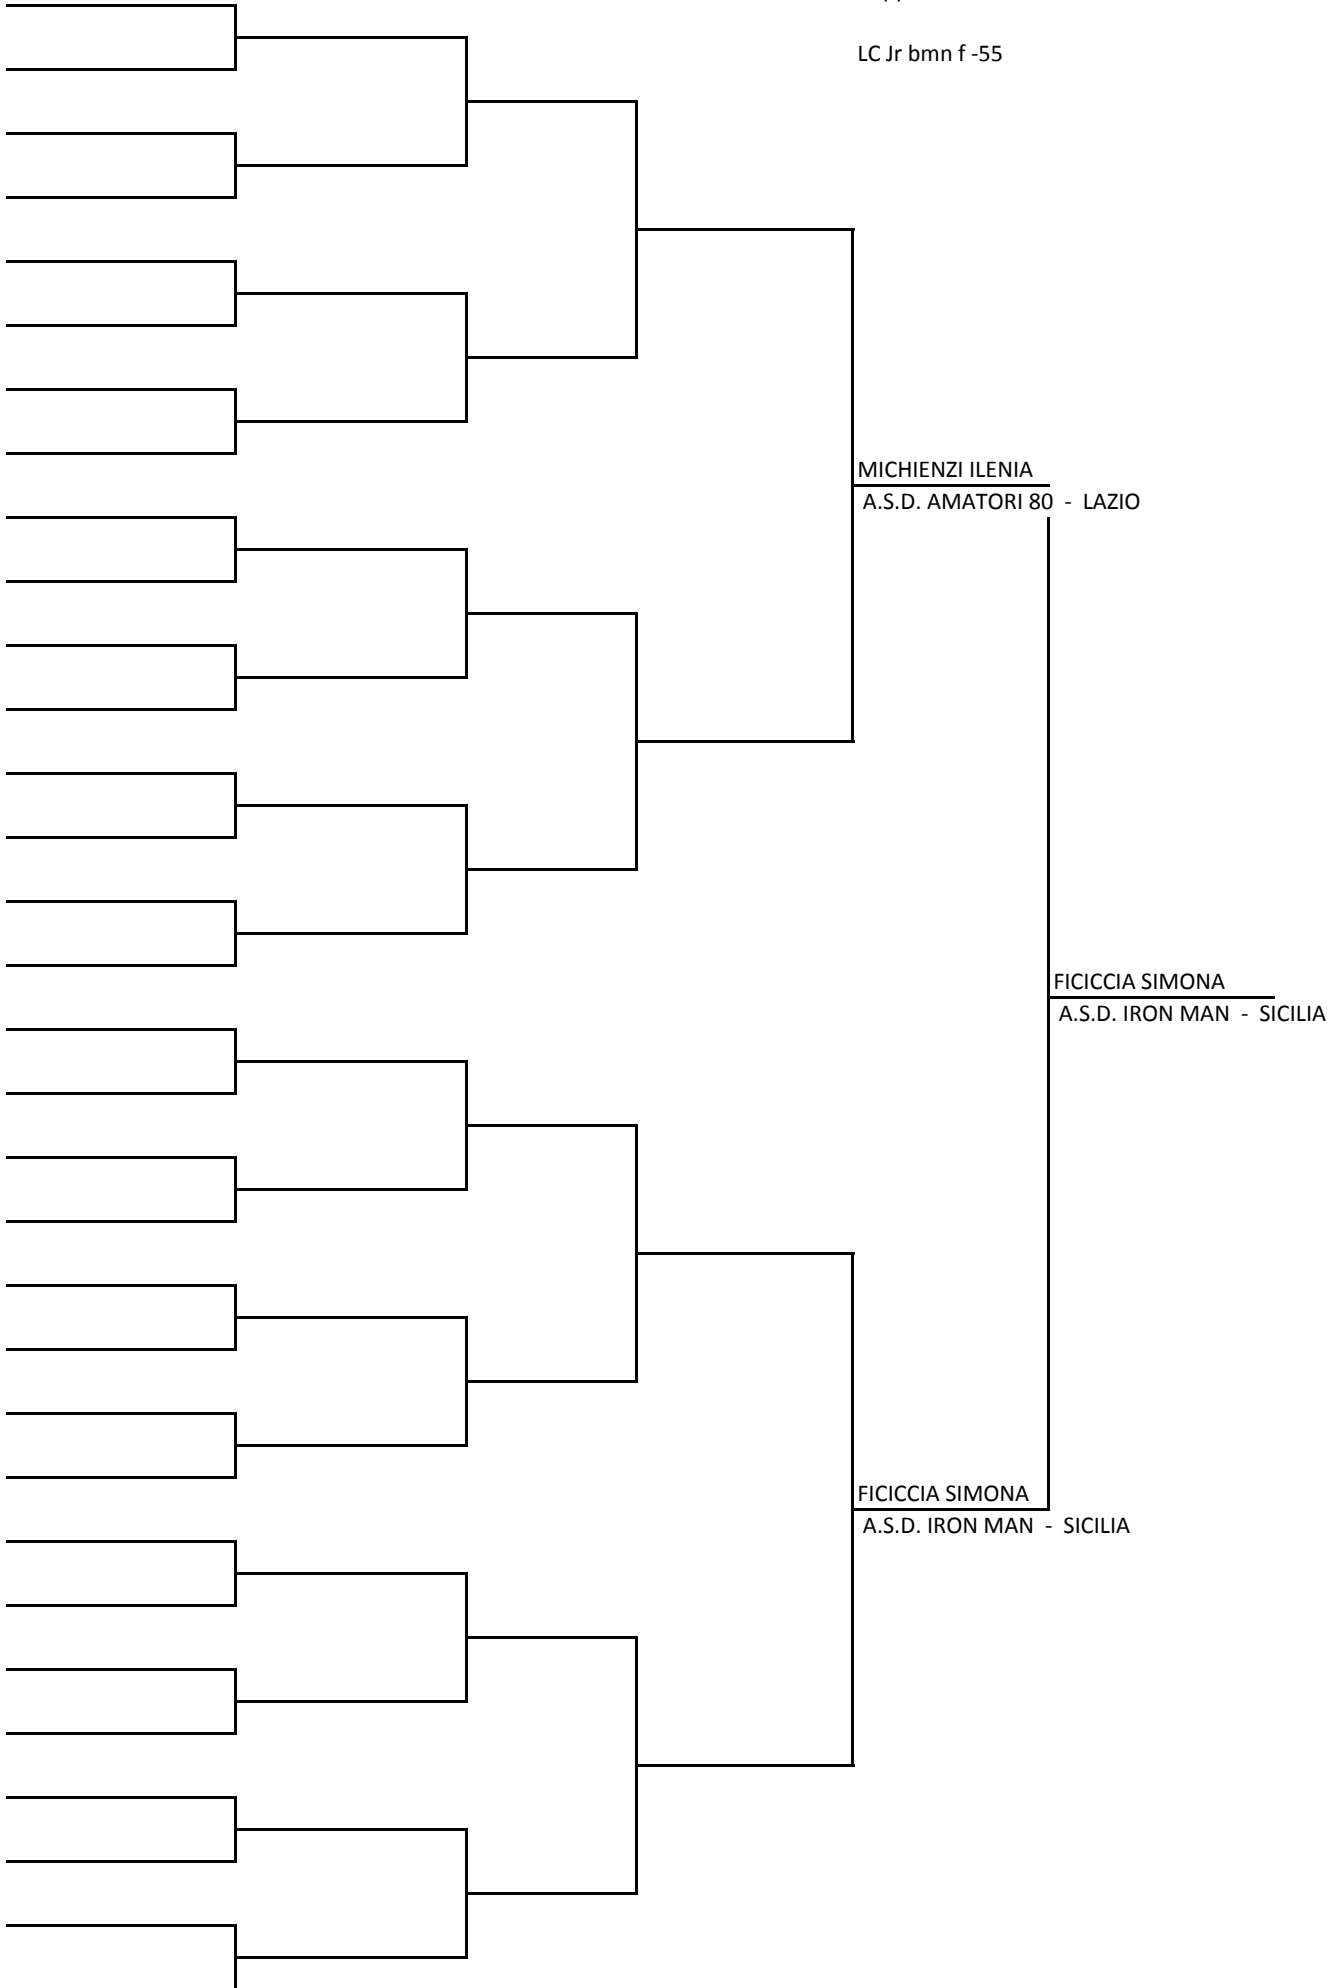 LC Jr bmn f -55
MICHIENZI ILENIA
A.S.D. AMATORI 80 - LAZIO
FICICCIA SIMONA
A.S.D. IRON MAN - SICILIA
FICICCIA SIMONA
A.S.D. IRON MAN - SICILIA